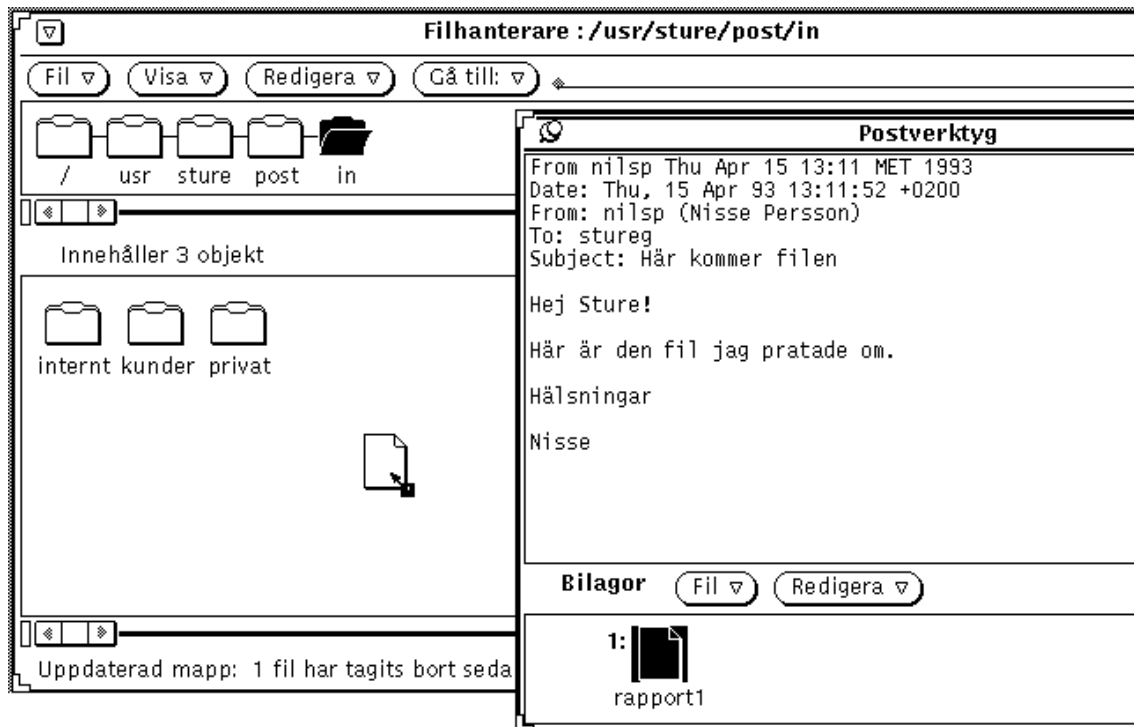 Filhanterare : /usr/sture/post/in
Fil Visa Redigera Gå till:
/ usr sture post in
Innehåller 3 objekt
internt kunder privat
Uppdaterad mapp: 1 fil har tagits bort seda
Postverktyg
From nilsp Thu Apr 15 13:11 MET 1993
Date: Thu, 15 Apr 93 13:11:52 +0200
From: nilsp (Nisse Persson)
To: stureg
Subject: Här kommer filen
Hej Sture!
Här är den fil jag pratade om.
Hälsningar
Nisse
Bilagor Fil Redigera
1:
rapport1